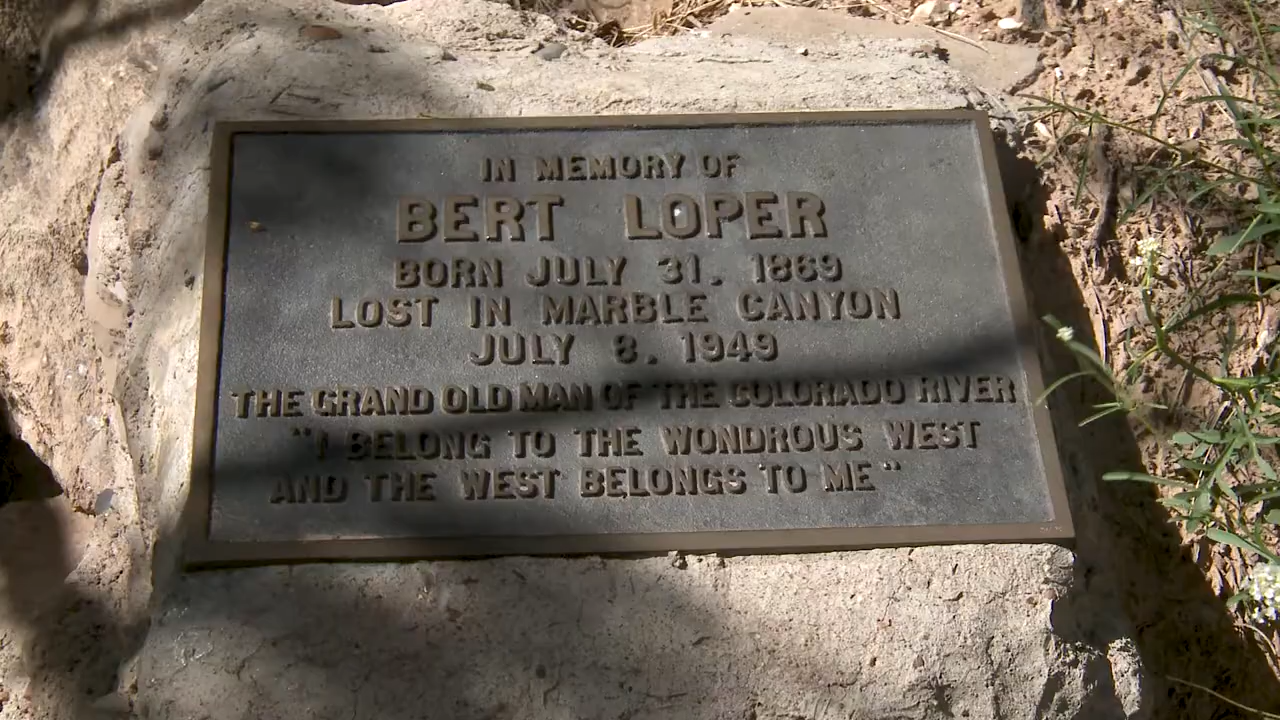 IN MEMORY OF
BERT LOPER
BORN JULY 31. 1869
LOST IN MARBLE CANYON
JULY 8. 1949
THE GRAND OLD MAN OF THE COLORADO RIVER
"I BELONG TO THE WONDROUS WEST
AND THE WEST BELONGS TO ME"